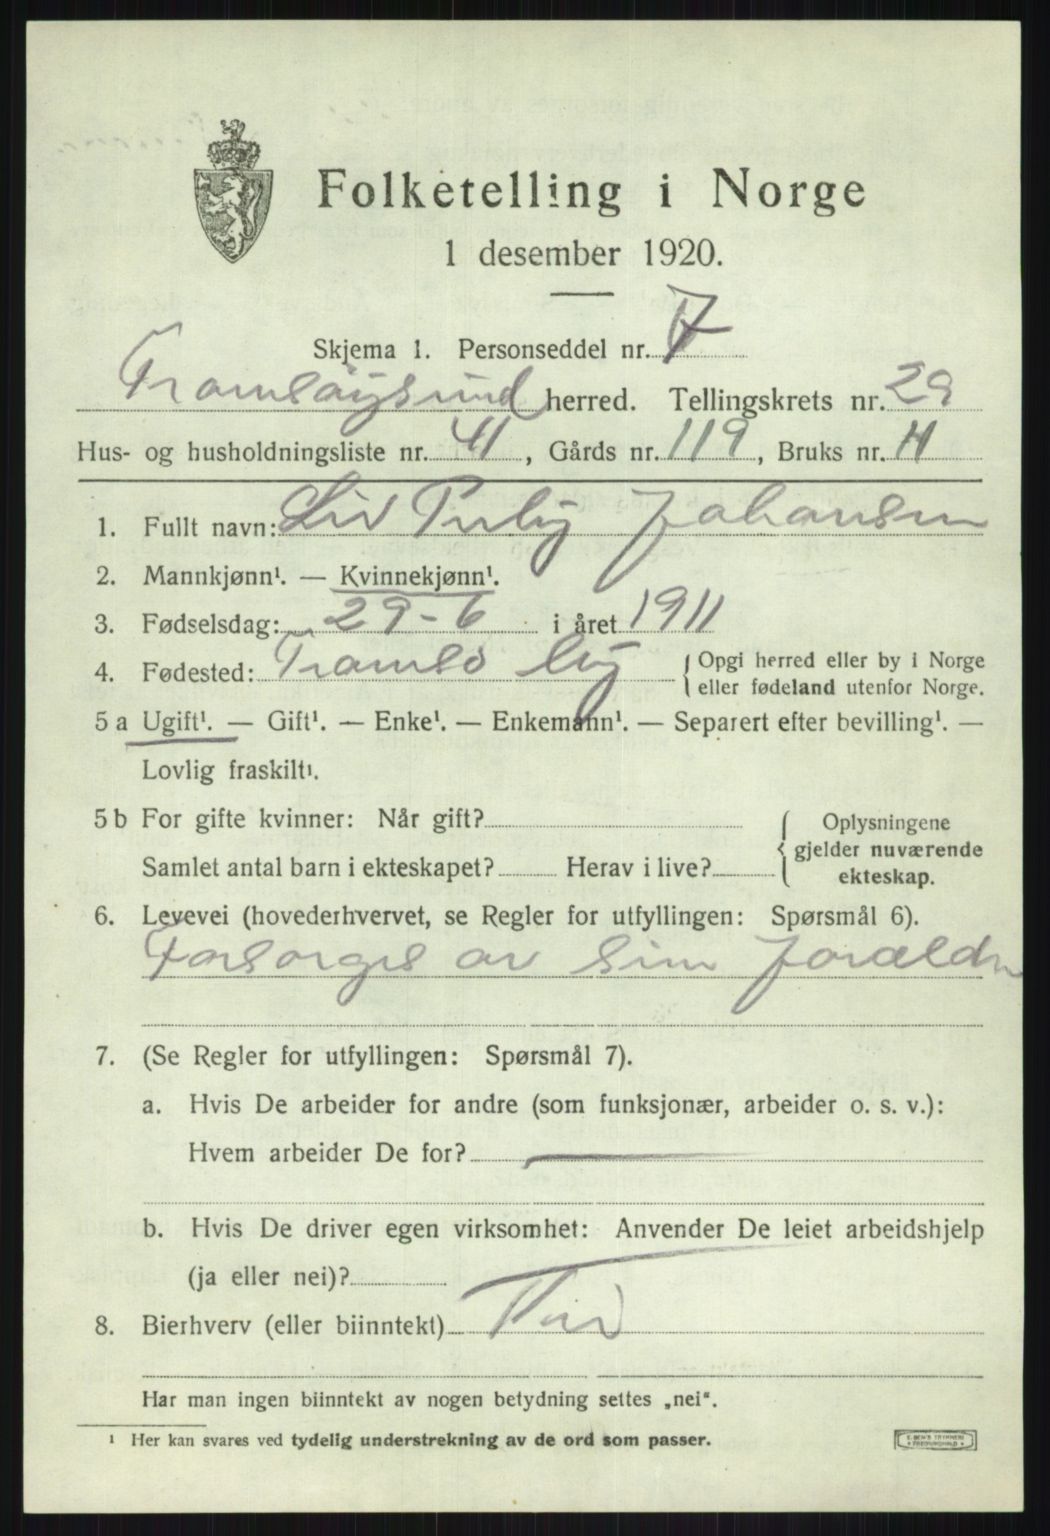 Folketelling i Norge
1 desember 1920.
Skjema 1. Personseddel nr. 7
Tromsøysund herred. Tellingskrets nr. 29
Hus- og husholdningsliste nr. 41, Gårds nr. 119, Bruks nr. 4
1. Fullt navn: Liv Johansen
2. Mannkjønn¹. — Kvinnekjønn¹.
3. Fødselsdag: 29-6 i året 1911
4. Fødested: Tromsø by { Opgi herred eller by i Norge
eller fødeland utenfor Norge.
5 a Ugift¹. — Gift¹. — Enke¹. — Enkemann¹. — Separert efter bevilling¹. —
Lovlig fraskilt¹.
5 b For gifte kvinner: Når gift?
Samlet antal barn i ekteskapet? Herav i live?
{ Oplysningene
gjelder nuværende
ekteskap.
6. Levevei (hovederhvervet, se Regler for utfyllingen: Spørsmål 6).
Forsørges av sine Foræld
7. (Se Regler for utfyllingen: Spørsmål 7).
a. Hvis De arbeider for andre (som funksjonær, arbeider o. s. v.):
Hvem arbeider De for? —
b. Hvis De driver egen virksomhet: Anvender De leiet arbeidshjelp
(ja eller nei)? —
8. Bierhverv (eller biinntekt)
Har man ingen biinntekt av nogen betydning settes „nei“.
¹ Her kan svares ved tydelig understrekning av de ord som passer.